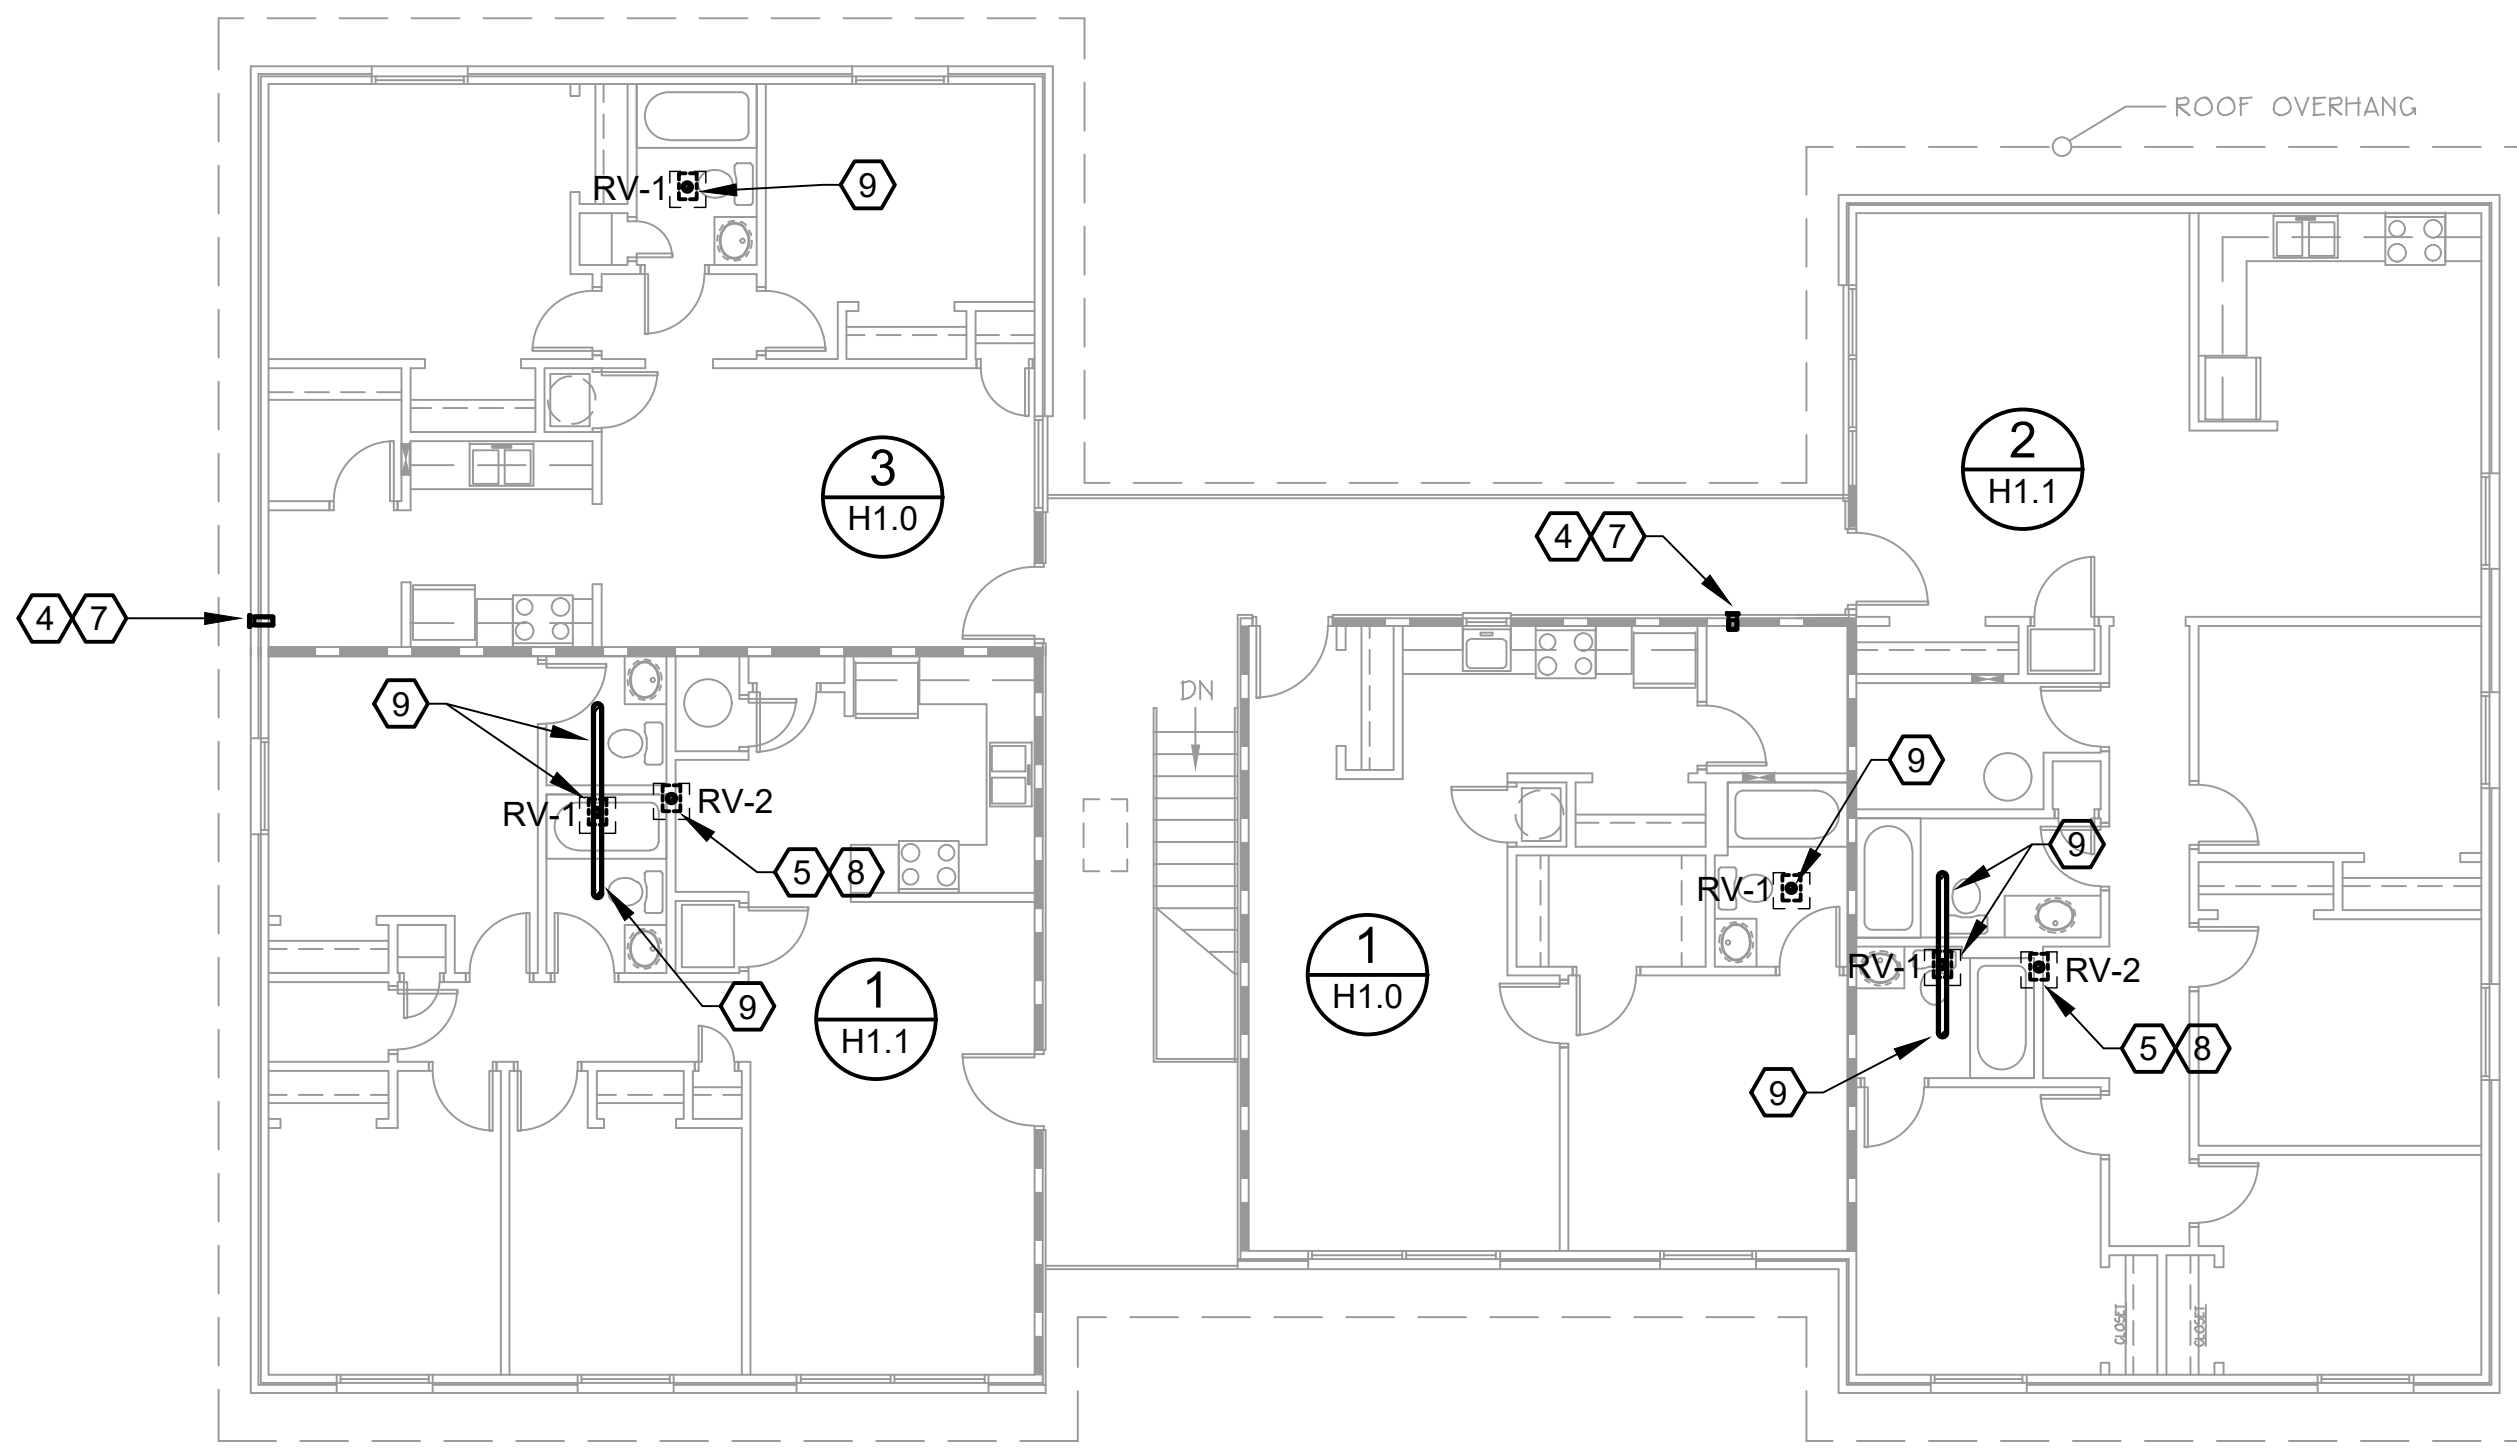 ROOF OVERHANG
RV-1
9
3
H1.0
2
H1.1
4 7
4 7
DN
9
RV-1
RV-2
5 8
9
RV-1
9
9
1
H1.1
1
H1.0
RV-1
RV-2
5 8
9
9
CLOSET
CLOSET